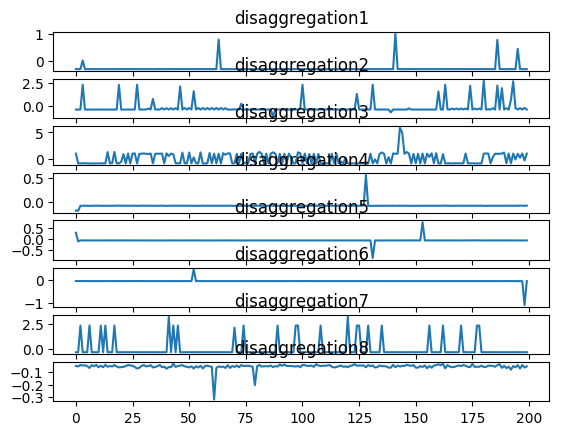 disaggregation1
1
0
disaggregation2
2.5
0.0
disaggregation3
5
0
disaggregation4
0.5
0.0
disaggregation5
0.5
0.0
−0.5
disaggregation6
0
−1
disaggregation7
2.5
0.0
disaggregation8
−0.1
−0.2
−0.3
0 25 50 75 100 125 150 175 200